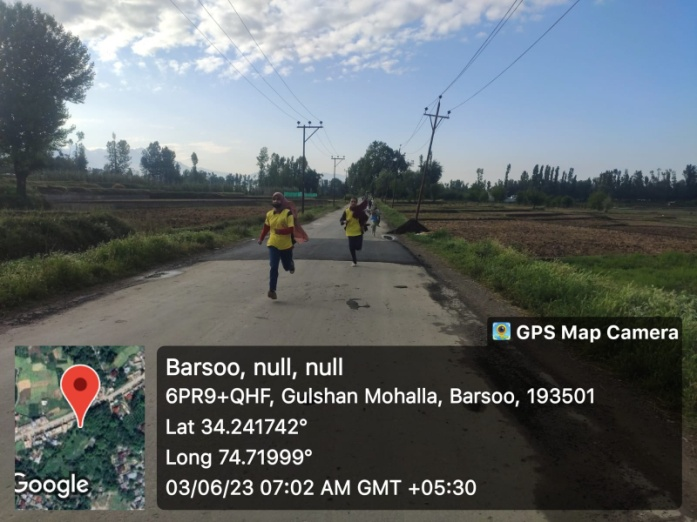 GPS Map Camera
Barsoo, null, null
6PR9+QHF, Gulshan Mohalla, Barsoo, 193501
Lat 34.241742°
Long 74.71999°
03/06/23 07:02 AM GMT +05:30
Google